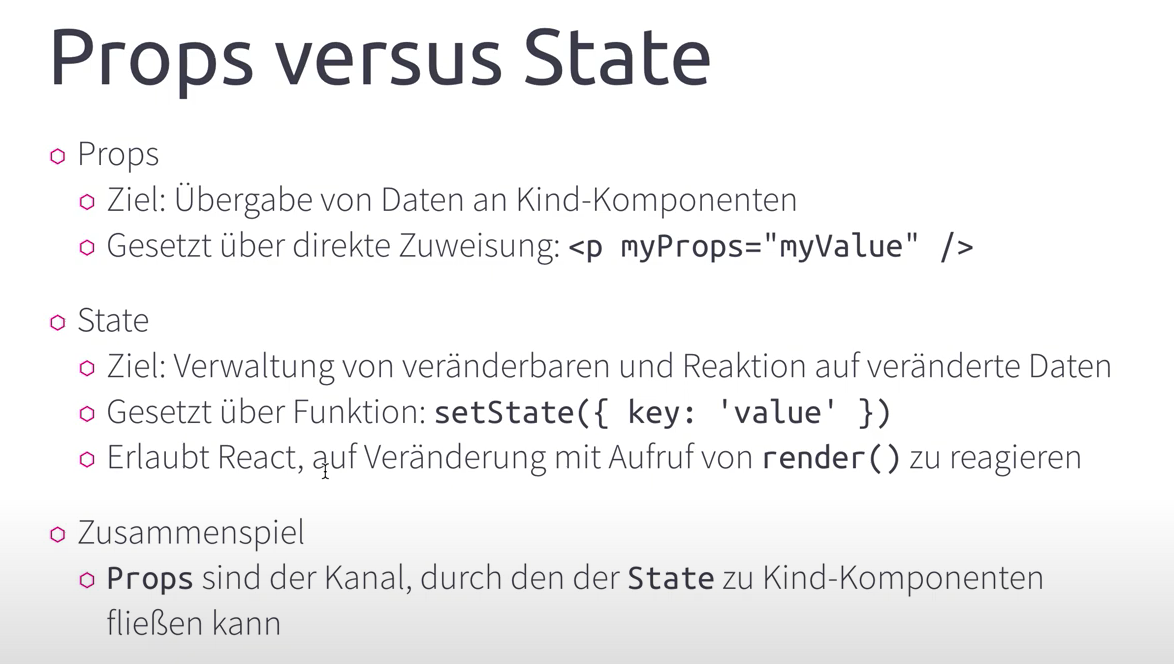 Props versus State
Props
Ziel: Übergabe von Daten an Kind-Komponenten
Gesetzt über direkte Zuweisung: <p myProps="myValue" />
State
Ziel: Verwaltung von veränderbaren und Reaktion auf veränderte Daten
Gesetzt über Funktion: setState({ key: 'value' })
Erlaubt React, auf Veränderung mit Aufruf von render() zu reagieren
Zusammenspiel
Props sind der Kanal, durch den der State zu Kind-Komponenten
fließen kann